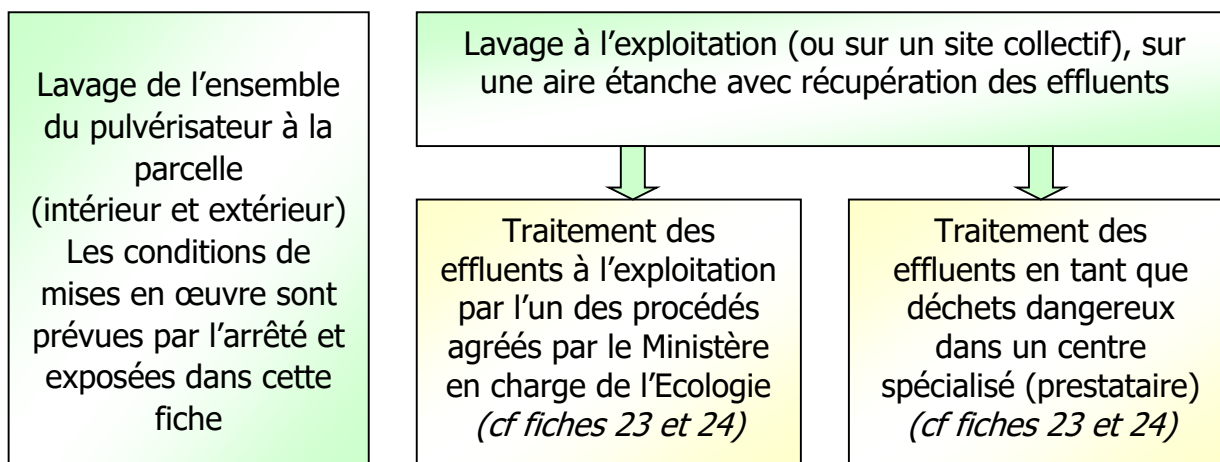 Lavage de l’ensemble
du pulvérisateur à la
parcelle
(intérieur et extérieur)
Les conditions de
mises en œuvre sont
prévues par l’arrêté et
exposées dans cette
fiche
Lavage à l’exploitation (ou sur un site collectif), sur
une aire étanche avec récupération des effluents
Traitement des
effluents à l’exploitation
par l’un des procédés
agréés par le Ministère
en charge de l’Ecologie
(cf fiches 23 et 24)
Traitement des
effluents en tant que
déchets dangereux
dans un centre
spécialisé (prestataire)
(cf fiches 23 et 24)